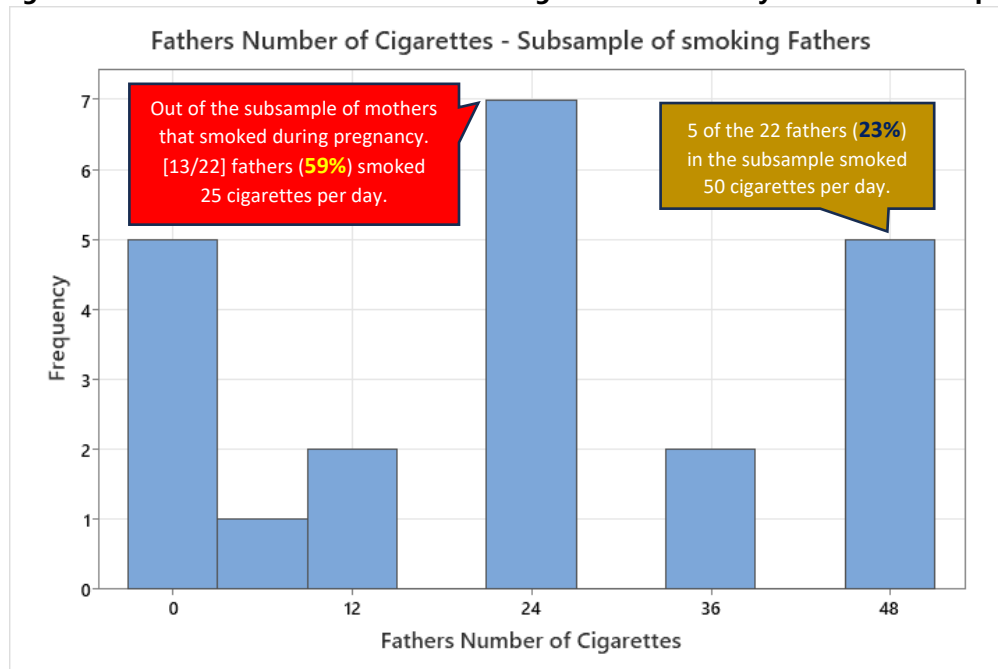 Fathers Number of Cigarettes - Subsample of smoking Fathers
Out of the subsample of mothers
that smoked during pregnancy.
[13/22] fathers (59%) smoked
25 cigarettes per day.
5 of the 22 fathers (23%)
in the subsample smoked
50 cigarettes per day.
Frequency
7
6
5
4
3
2
1
0
0 12 24 36 48
Fathers Number of Cigarettes